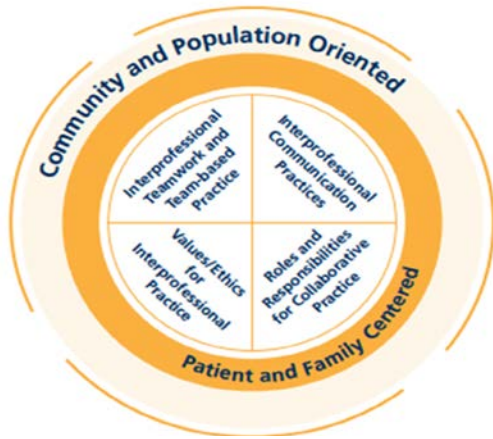 Community and Population Oriented
Interprofessional
Teamwork and
Team-based
Practice
Interprofessional
Communication
Practices
Values/Ethics
for
Interprofessional
Practice
Roles and
Responsibilities
for Collaborative
Practice
Patient and Family Centered